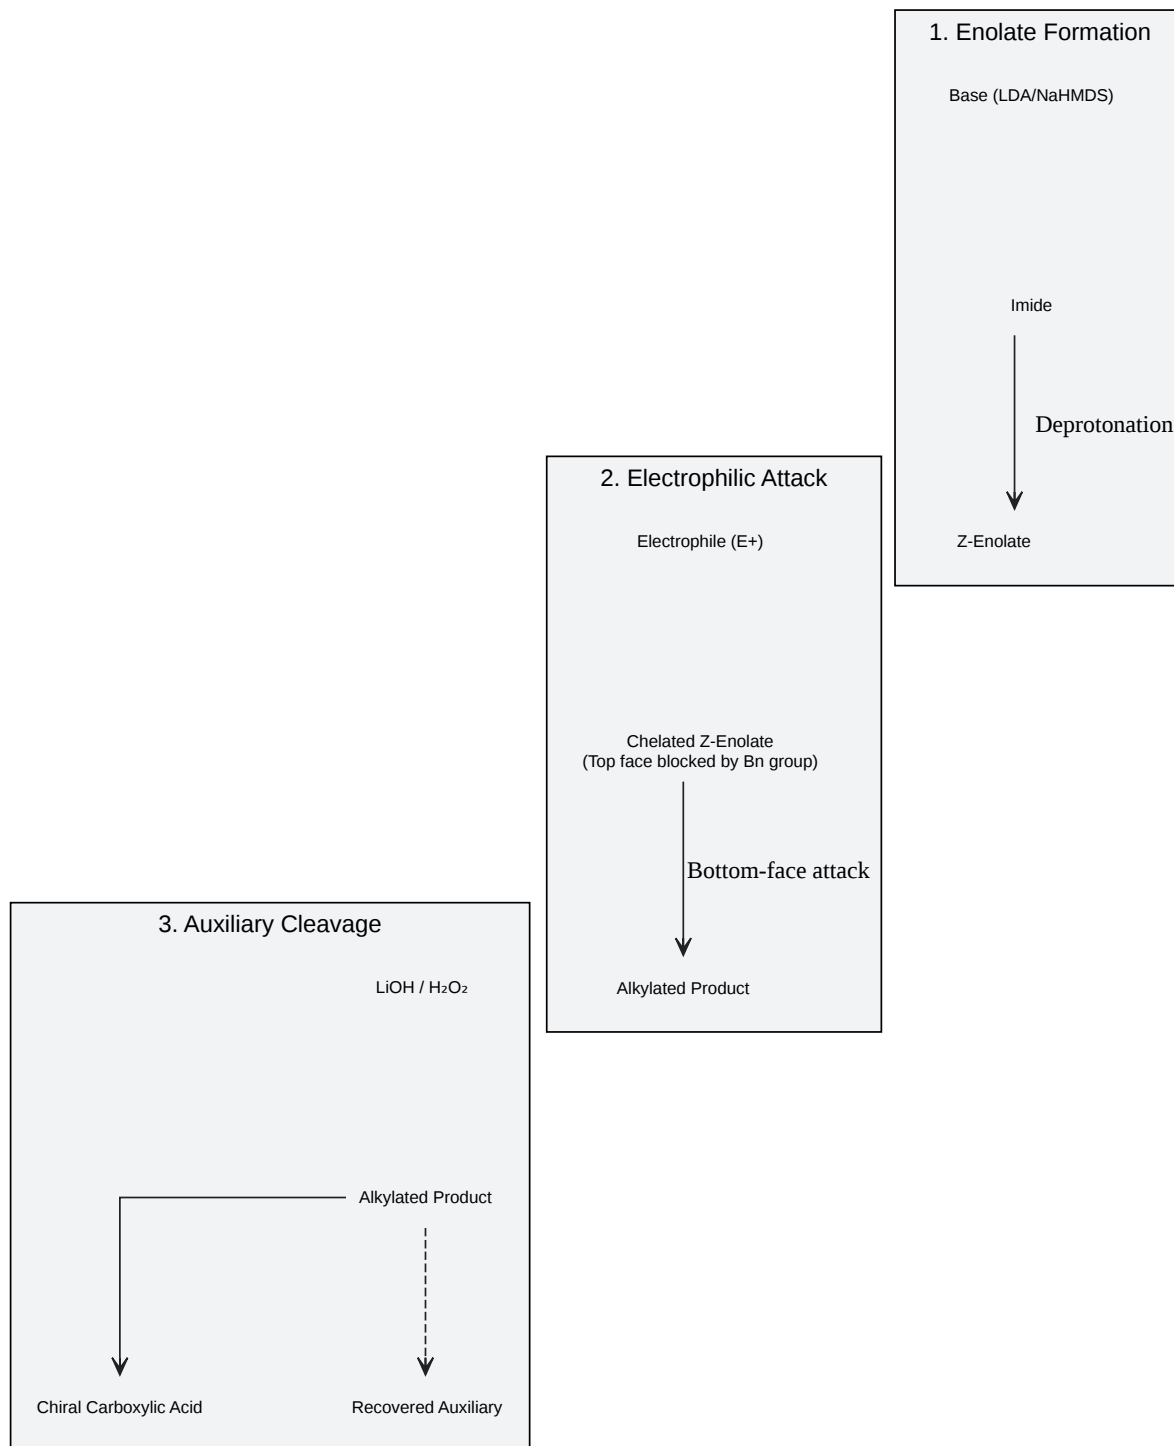 1. Enolate Formation
Base (LDA/NaHMDS)
Imide
Deprotonation
Z-Enolate
2. Electrophilic Attack
Electrophile (E+)
Chelated Z-Enolate
(Top face blocked by Bn group)
Bottom-face attack
Alkylated Product
3. Auxiliary Cleavage
LiOH / H₂O₂
Alkylated Product
Chiral Carboxylic Acid
Recovered Auxiliary